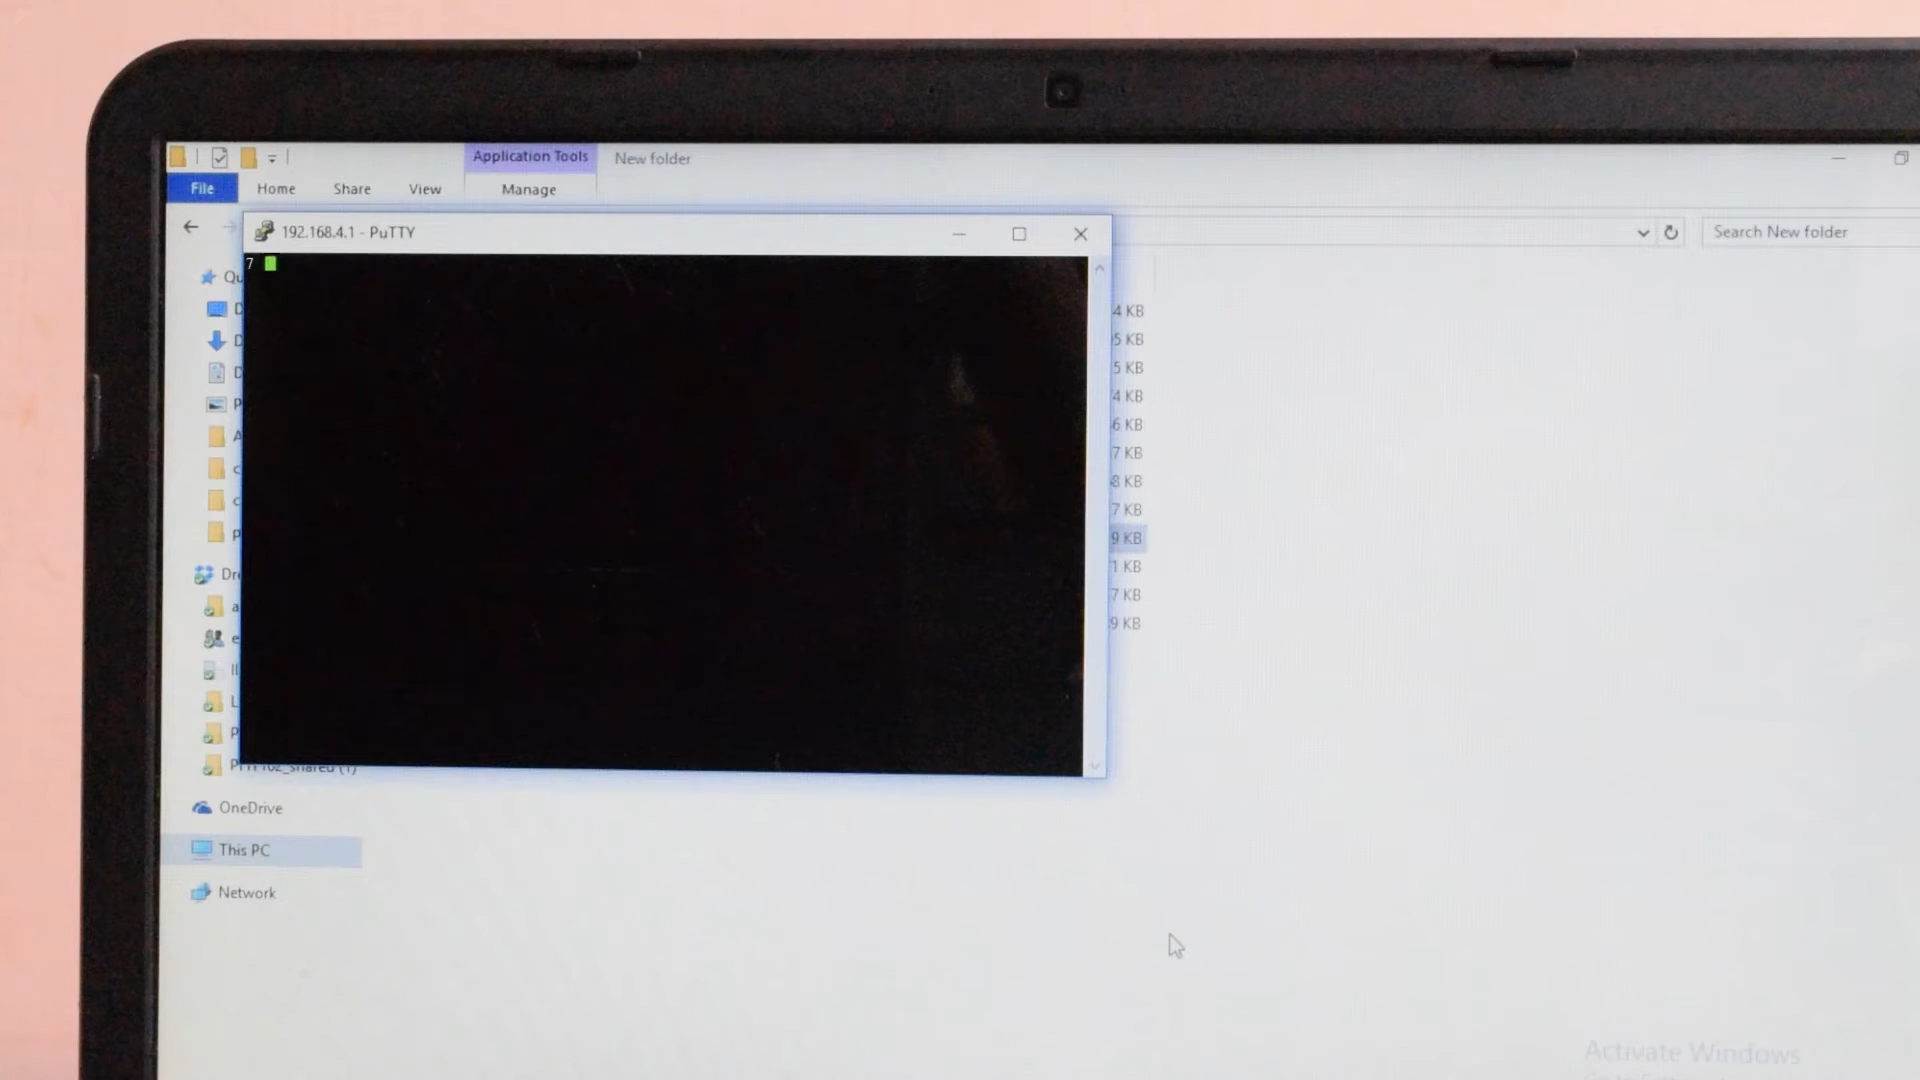 Application Tools
New folder
File
Home
Share
View
Manage
192.168.4.1 - PuTTY
Search New folder
7
4 KB
5 KB
5 KB
4 KB
6 KB
7 KB
8 KB
7 KB
9 KB
1 KB
7 KB
9 KB
OneDrive
This PC
Network
Activate Windows